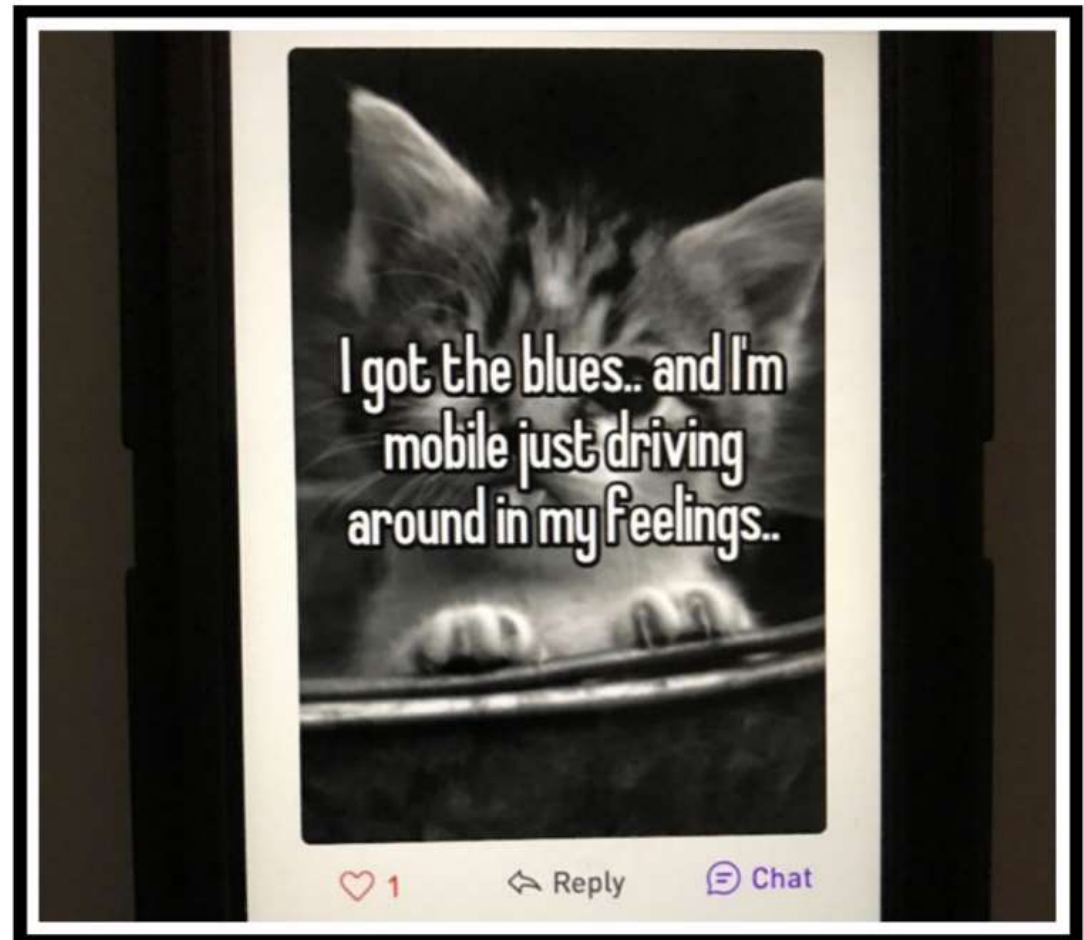 I got the blues.. and I'm
mobile just driving
around in my feelings..
1
Reply
Chat